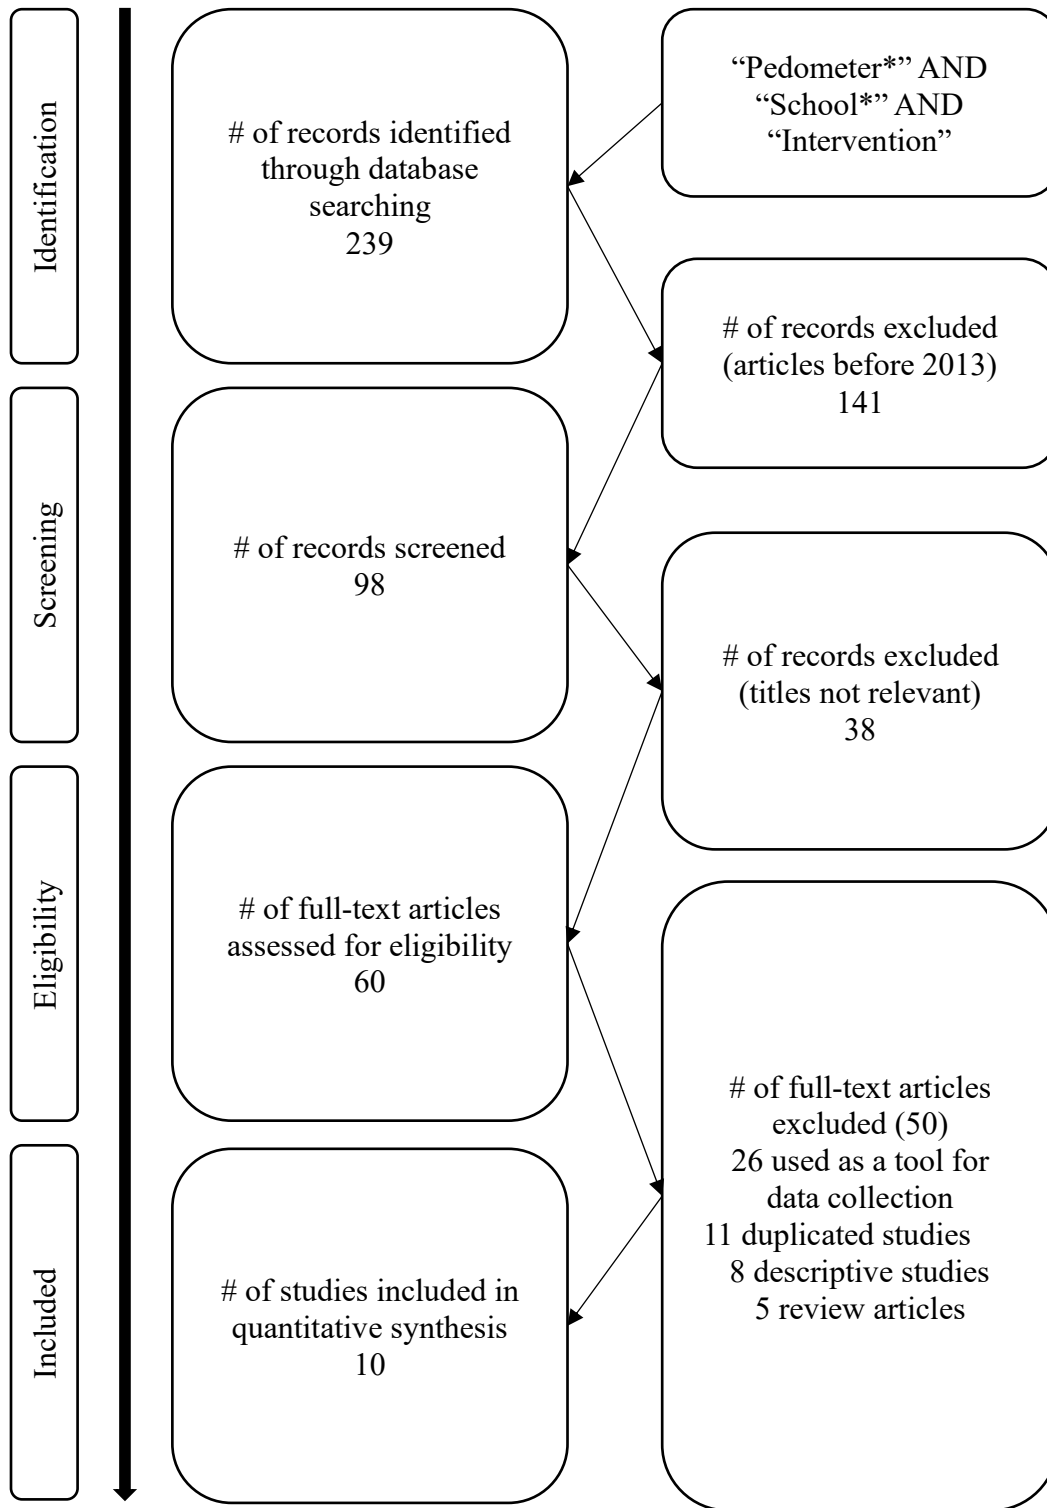 Identification
# of records identified
through database
searching
239
“Pedometer*” AND
“School*” AND
“Intervention”
# of records excluded
(articles before 2013)
141
Screening
# of records screened
98
# of records excluded
(titles not relevant)
38
Eligibility
# of full-text articles
assessed for eligibility
60
# of full-text articles
excluded (50)
26 used as a tool for
data collection
11 duplicated studies
8 descriptive studies
5 review articles
Included
# of studies included in
quantitative synthesis
10